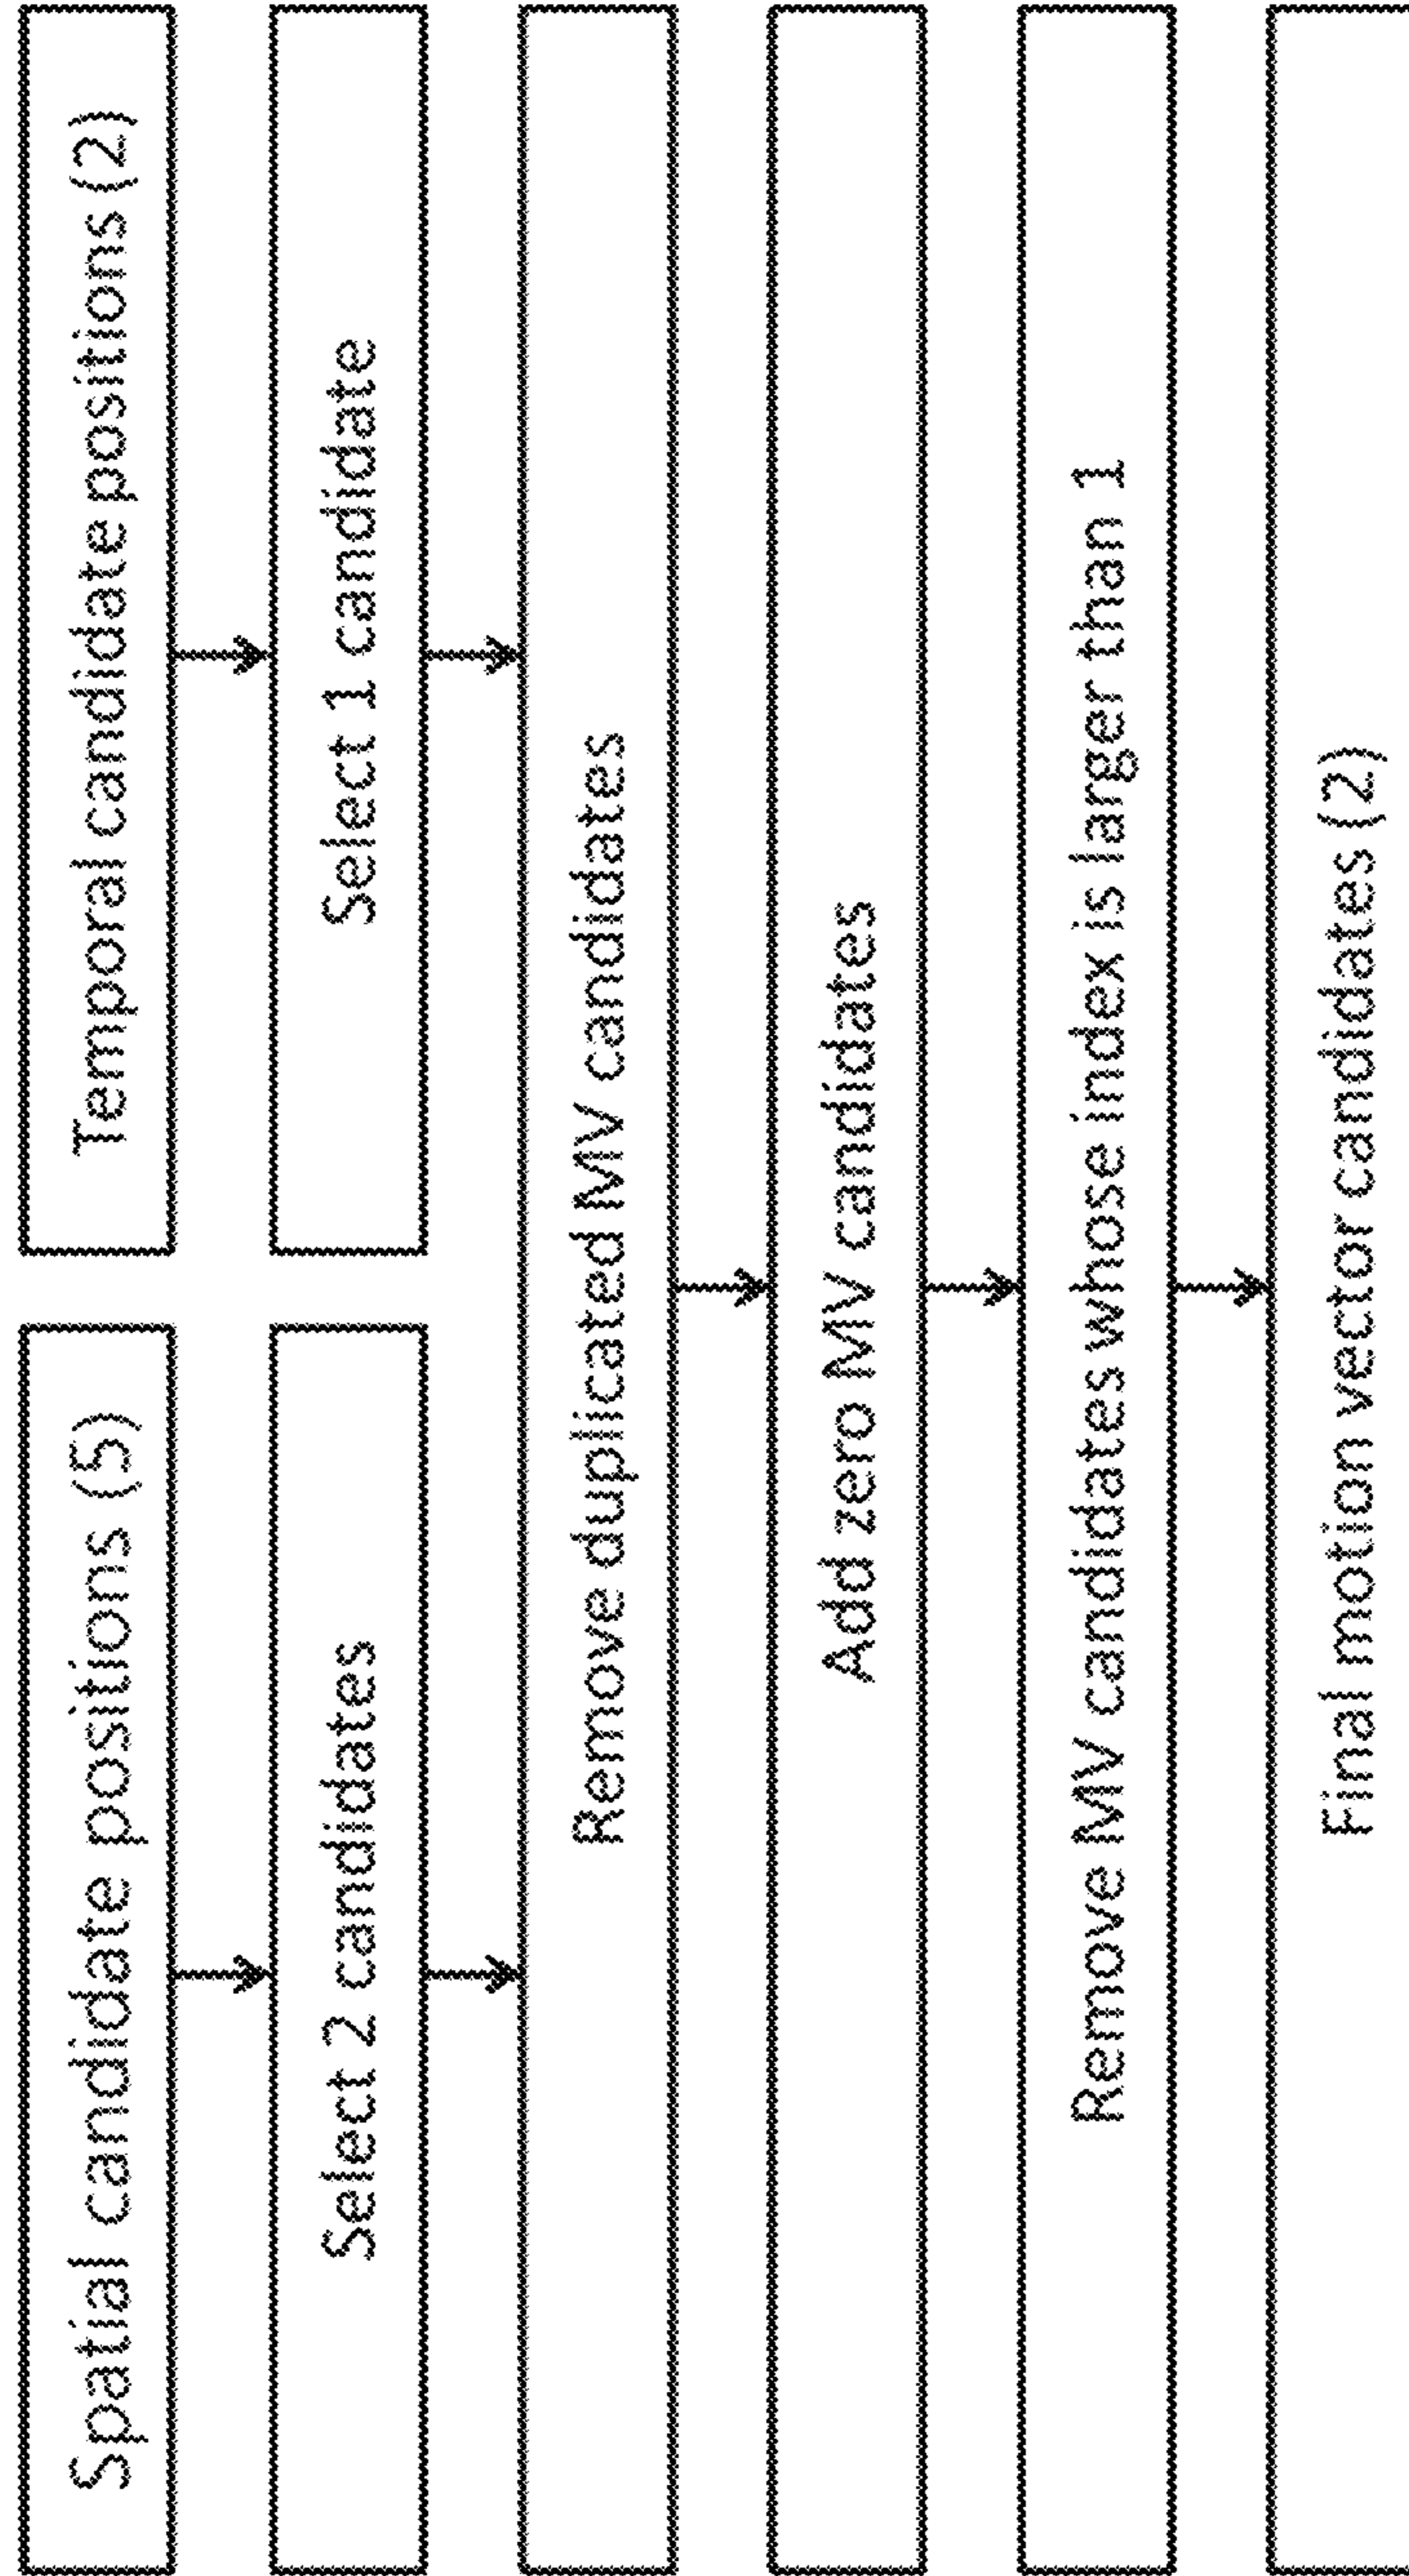 Spatial candidate positions (5)
Temporal candidate positions (2)
Select 2 candidates
Select 1 candidate
Remove duplicated MV candidates
Add zero MV candidates
Remove MV candidates whose index is larger than 1
Final motion vector candidates (2)